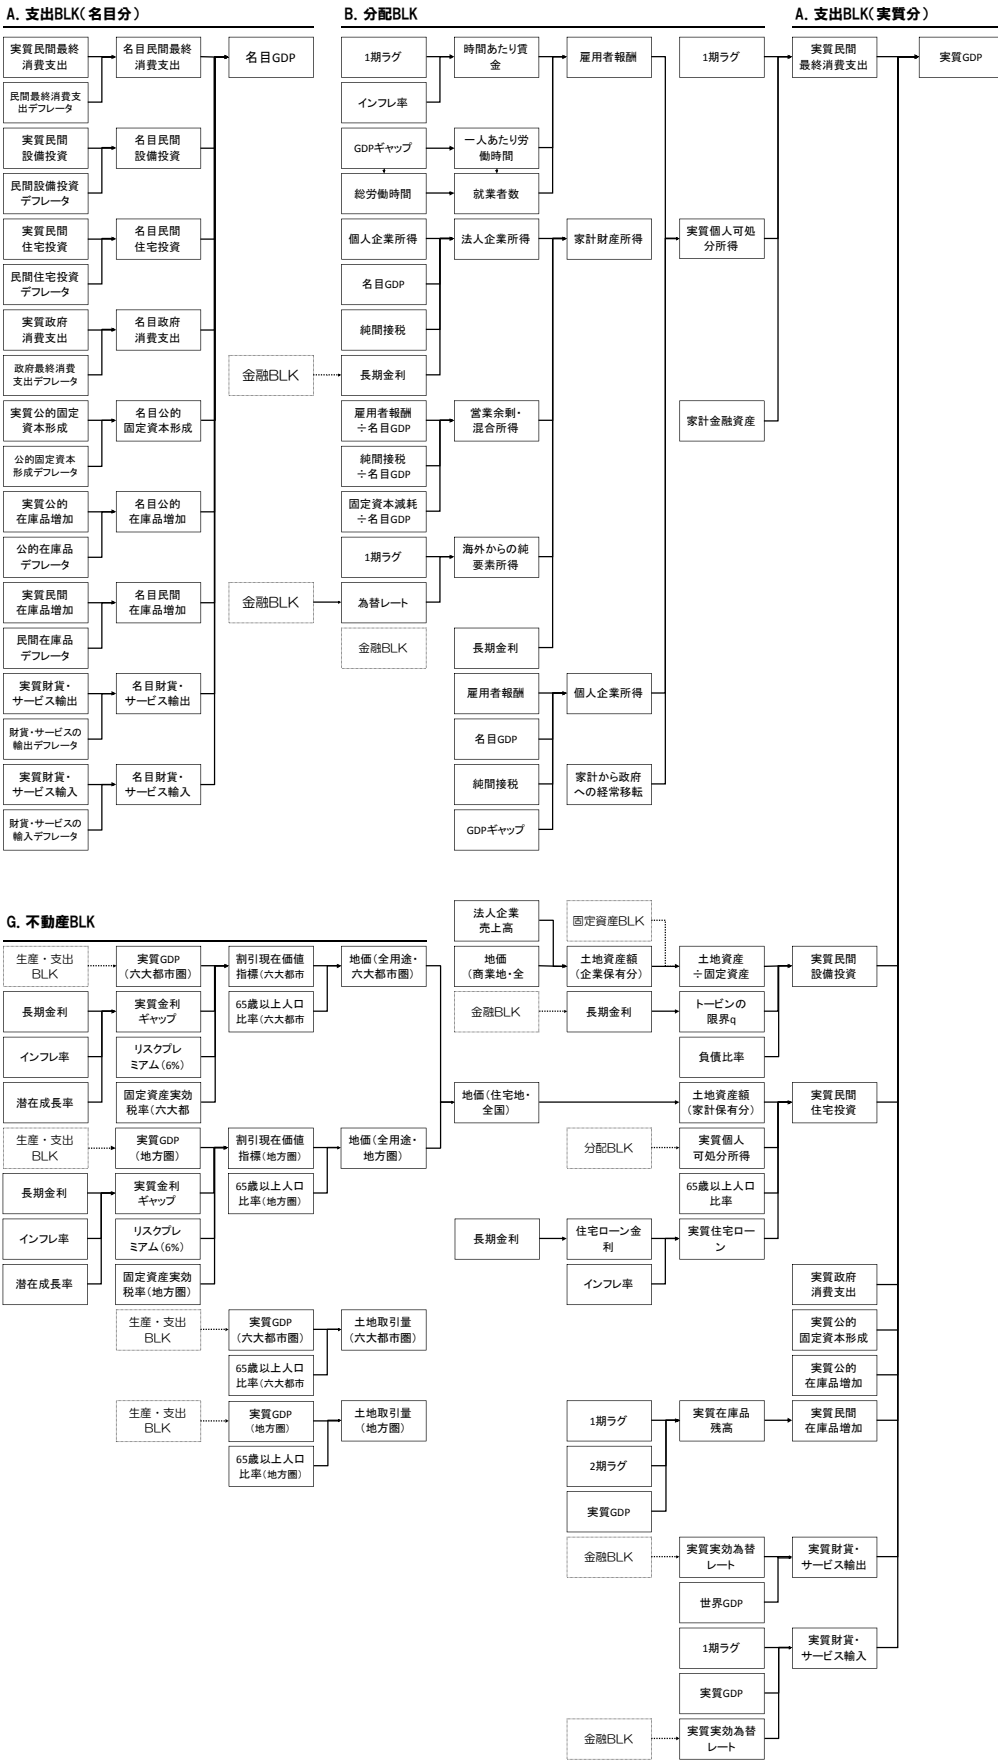 A. 支出BLK(名目分)
実質民間最終
消費支出
名目民間最終
消費支出
名目GDP
民間最終消費支
出デフレータ
実質民間
設備投資
名目民間
設備投資
民間設備投資
デフレータ
実質民間
住宅投資
名目民間
住宅投資
民間住宅投資
デフレータ
実質政府
消費支出
名目政府
消費支出
政府最終消費
支出デフレータ
実質公的固定
資本形成
名目公的
固定資本形成
公的固定資本
形成デフレータ
実質公的
在庫品増加
名目公的
在庫品増加
公的在庫品
デフレータ
実質民間
在庫品増加
名目民間
在庫品増加
民間在庫品
デフレータ
実質財貨・
サービス輸出
名目財貨・
サービス輸出
財貨・サービスの
輸出デフレータ
実質財貨・
サービス輸入
名目財貨・
サービス輸入
財貨・サービスの
輸入デフレータ
B. 分配BLK
1期ラグ
時間あたり賃
金
雇用者報酬
インフレ率
GDPギャップ
一人あたり労
働時間
総労働時間
就業者数
個人企業所得
法人企業所得
家計財産所得
名目GDP
純間接税
金融BLK
長期金利
雇用者報酬
÷名目GDP
営業余剰・
混合所得
純間接税
÷名目GDP
固定資本減耗
÷名目GDP
1期ラグ
海外からの純
要素所得
金融BLK
為替レート
金融BLK
長期金利
雇用者報酬
個人企業所得
名目GDP
純間接税
家計から政府
への経常移転
GDPギャップ
A. 支出BLK(実質分)
1期ラグ
実質民間
最終消費支出
実質GDP
実質個人可処
分所得
家計金融資産
G. 不動産BLK
生産・支出
BLK
実質GDP
(六大都市圏)
割引現在価値
指標(六大都市
地価(全用途・
六大都市圏)
長期金利
実質金利
ギャップ
65歳以上人口
比率(六大都市
インフレ率
リスクプレ
ミアム(6%)
潜在成長率
固定資産実効
税率(六大都
生産・支出
BLK
実質GDP
(地方圏)
割引現在価値
指標(地方圏)
地価(全用途・
地方圏)
長期金利
実質金利
ギャップ
65歳以上人口
比率(地方圏)
インフレ率
リスクプレ
ミアム(6%)
潜在成長率
固定資産実効
税率(地方圏)
生産・支出
BLK
実質GDP
(六大都市圏)
土地取引量
(六大都市圏)
65歳以上人口
比率(六大都市
生産・支出
BLK
実質GDP
(地方圏)
土地取引量
(地方圏)
65歳以上人口
比率(地方圏)
法人企業
売上高
固定資産BLK
地価
(商業地・全
土地資産額
(企業保有分)
土地資産
÷固定資産
実質民間
設備投資
金融BLK
長期金利
トービンの
限界q
負債比率
地価(住宅地・
全国)
土地資産額
(家計保有分)
実質民間
住宅投資
分配BLK
実質個人
可処分所得
65歳以上人口
比率
長期金利
住宅ローン金
利
実質住宅ロー
ン
インフレ率
実質政府
消費支出
実質公的
固定資本形成
実質公的
在庫品増加
1期ラグ
実質在庫品
残高
実質民間
在庫品増加
2期ラグ
実質GDP
金融BLK
実質実効為替
レート
実質財貨・
サービス輸出
世界GDP
1期ラグ
実質財貨・
サービス輸入
実質GDP
金融BLK
実質実効為替
レート